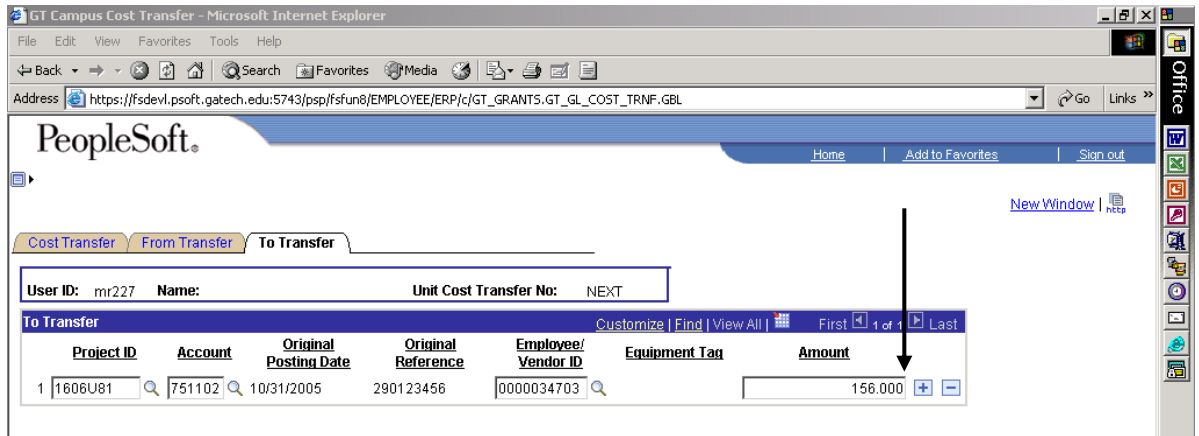 GT Campus Cost Transfer - Microsoft Internet Explorer
File Edit View Favorites Tools Help
Back Search Favorites Media
Address https://fsdevl.psoft.gatech.edu:5743/psp/fsfun8/EMPLOYEE/ERP/c/GT_GRANTS.GT_GL_COST_TRNF.GBL Go Links »
Office
PeopleSoft.
Home | Add to Favorites | Sign out
New Window | http
Cost Transfer From Transfer To Transfer
User ID: mr227 Name: Unit Cost Transfer No: NEXT
To Transfer Customize | Find | View All | First 1 of 1 Last
Project ID Account Original Posting Date Original Reference Employee/ Vendor ID Equipment Tag Amount
1 1606U81 751102 10/31/2005 290123456 0000034703 156.000